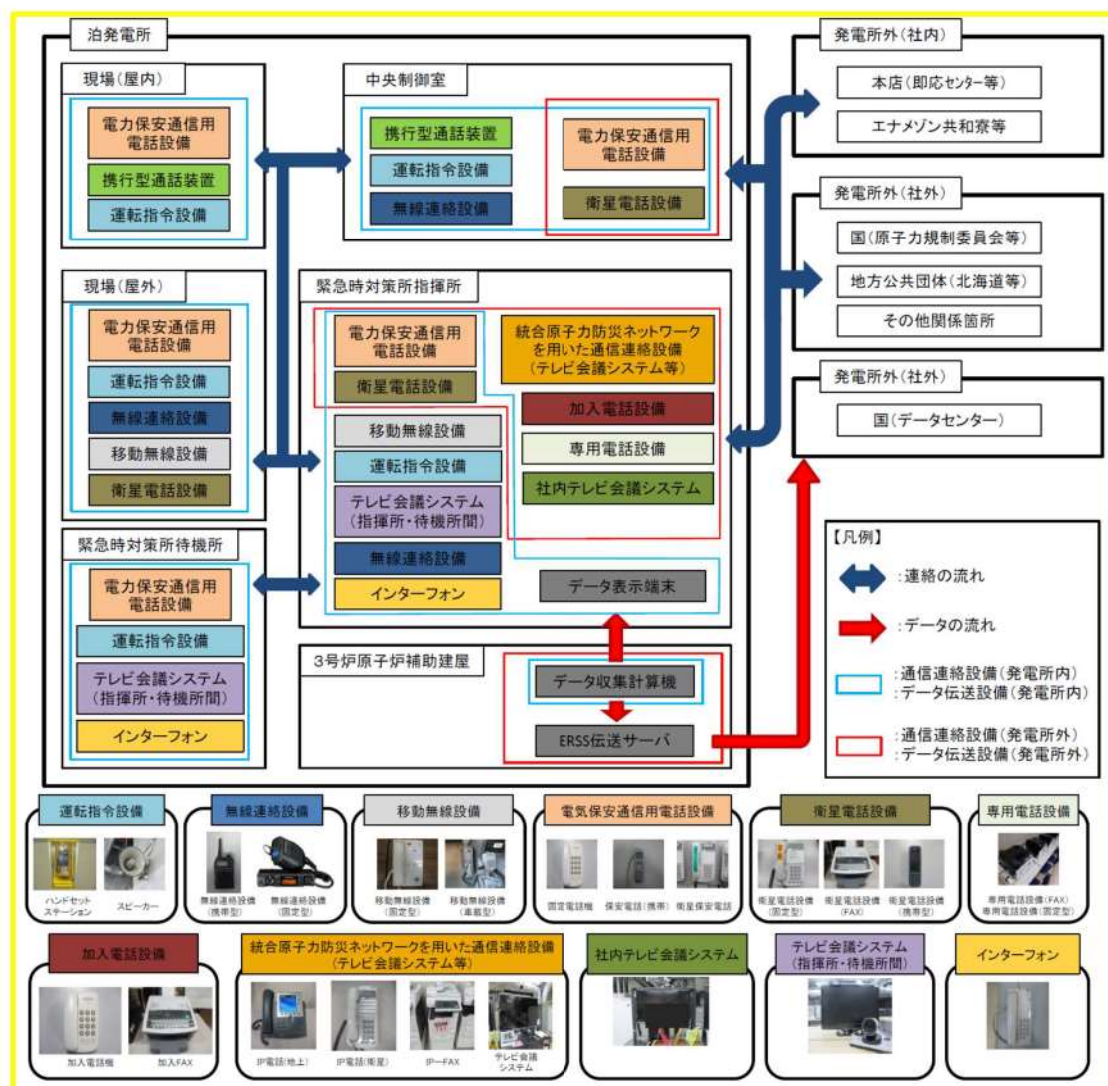 泊発電所
現場(屋内)
電力保安通信用
電話設備
携行型通話装置
運転指令設備
中央制御室
携行型通話装置
運転指令設備
無線連絡設備
電力保安通信用
電話設備
衛星電話設備
現場(屋外)
電力保安通信用
電話設備
運転指令設備
無線連絡設備
移動無線設備
衛星電話設備
緊急時対策所指揮所
電力保安通信用
電話設備
衛星電話設備
移動無線設備
運転指令設備
テレビ会議システム
(指揮所・待機所間)
無線連絡設備
インターフォン
統合原子力防災ネットワーク
を用いた通信連絡設備
(テレビ会議システム等)
加入電話設備
専用電話設備
社内テレビ会議システム
データ表示端末
緊急時対策所待機所
電力保安通信用
電話設備
運転指令設備
テレビ会議システム
(指揮所・待機所間)
インターフォン
3号炉原子炉補助建屋
データ収集計算機
ERSS伝送サーバ
発電所外(社内)
本店(即応センター等)
エナメゾン共和寮等
発電所外(社外)
国(原子力規制委員会等)
地方公共団体(北海道等)
その他関係箇所
発電所外(社外)
国(データセンター)
【凡例】
:連絡の流れ
:データの流れ
:通信連絡設備(発電所内)
:データ伝送設備(発電所内)
:通信連絡設備(発電所外)
:データ伝送設備(発電所外)
運転指令設備
ハンドセット
ステーション
スピーカー
無線連絡設備
無線連絡設備
(携帯型)
無線連絡設備
(固定型)
移動無線設備
移動無線設備
(固定型)
移動無線設備
(車載型)
電気保安通信用電話設備
固定電話機
保安電話(携帯)
衛星保安電話
衛星電話設備
衛星電話設備
(固定型)
衛星電話設備
(FAX)
衛星電話設備
(携帯型)
専用電話設備
専用電話設備(FAX)
専用電話設備(固定型)
加入電話設備
加入電話機
加入FAX
統合原子力防災ネットワークを用いた通信連絡設備
(テレビ会議システム等)
IP電話(地上)
IP電話(衛星)
IP-FAX
テレビ会議
システム
社内テレビ会議システム
テレビ会議システム
(指揮所・待機所間)
インターフォン